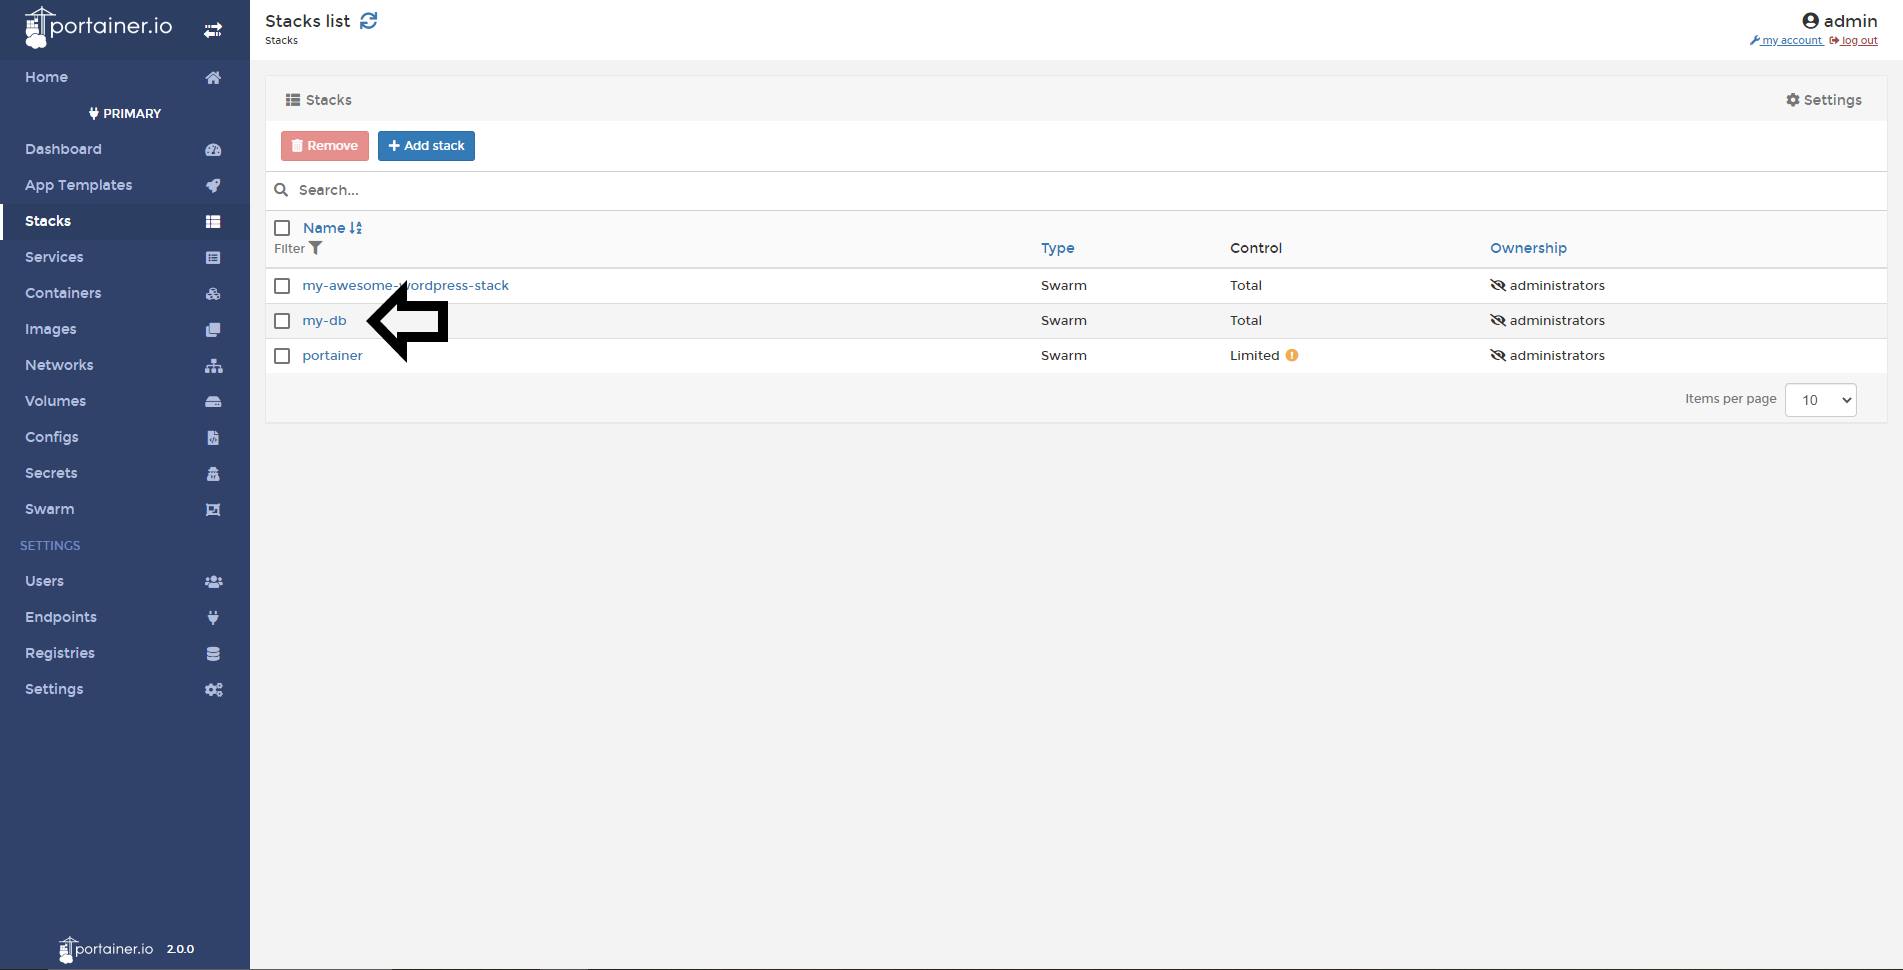 portainer.io
Home
PRIMARY
Dashboard
App Templates
Stacks
Services
Containers
Images
Networks
Volumes
Configs
Secrets
Swarm
SETTINGS
Users
Endpoints
Registries
Settings
portainer.io 2.0.0
Stacks list
Stacks
admin
my account log out
Stacks Settings
Remove Add stack
Search...
Name
Filter Type Control Ownership
my-awesome-wordpress-stack Swarm Total administrators
my-db Swarm Total administrators
portainer Swarm Limited administrators
Items per page 10